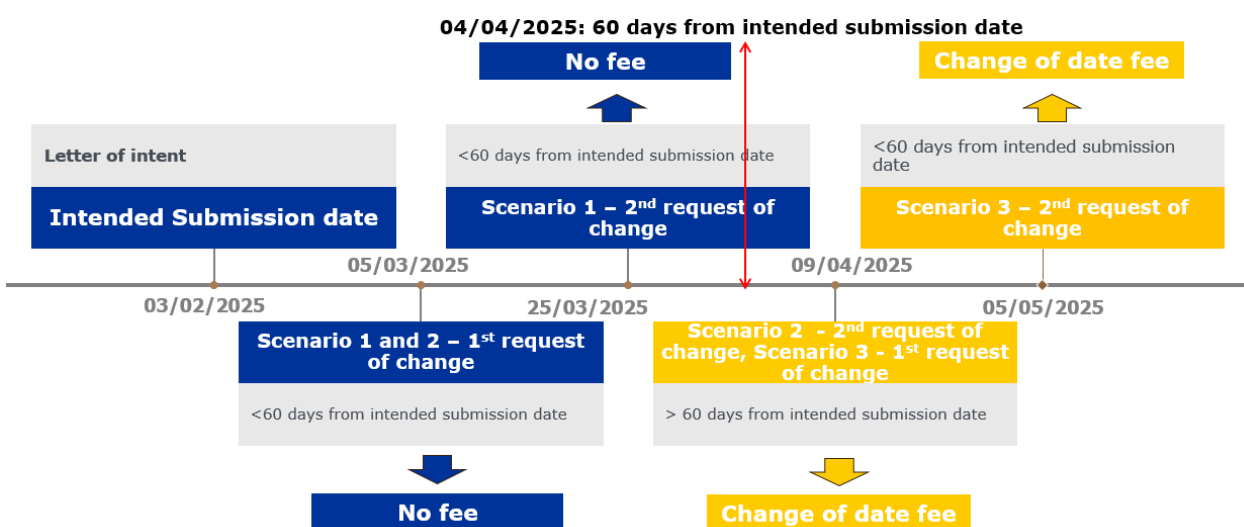 04/04/2025: 60 days from intended submission date
No fee
Change of date fee
Letter of intent
<60 days from intended submission date
<60 days from intended submission
date
Intended Submission date
Scenario 1 – 2nd request of
change
Scenario 3 – 2nd request of
change
05/03/2025
09/04/2025
03/02/2025
25/03/2025
05/05/2025
Scenario 1 and 2 – 1st request
of change
Scenario 2 - 2nd request of
change, Scenario 3 - 1st request
of change
<60 days from intended submission date
> 60 days from intended submission date
No fee
Change of date fee